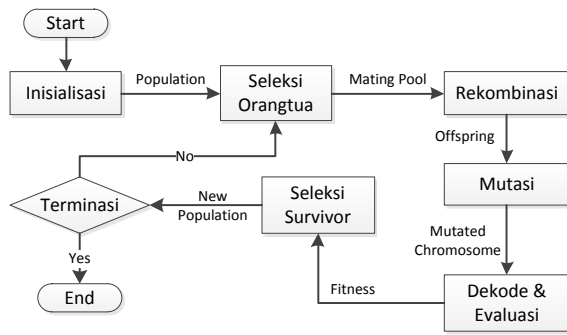 Start
Inisialisasi
Population
Seleksi
Orangtua
Mating Pool
Rekombinasi
Offspring
Mutasi
Mutated
Chromosome
Dekode &
Evaluasi
Fitness
Seleksi
Survivor
New
Population
Terminasi
No
Yes
End